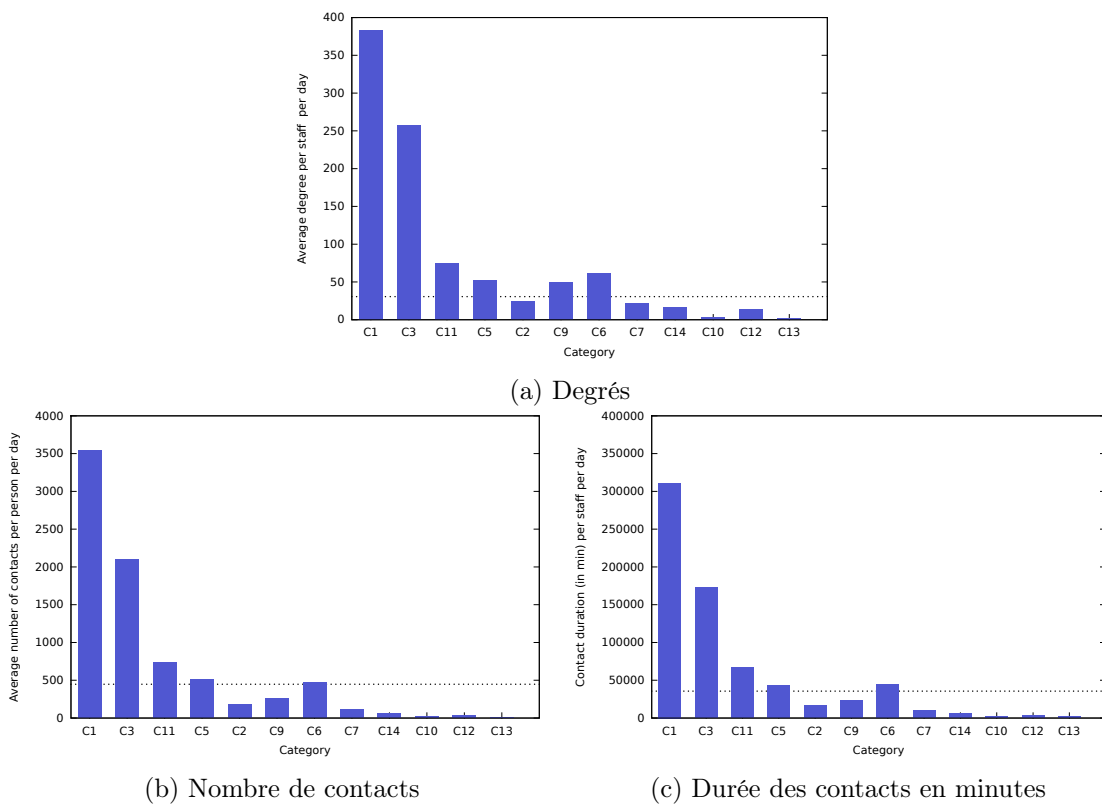 Average degree per staff per day
400
350
300
250
200
150
100
50
0
C1 C3 C11 C5 C2 C9 C6 C7 C14 C10 C12 C13
Category
(a) Degrés
Average number of contacts per person per day
4000
3500
3000
2500
2000
1500
1000
500
0
C1 C3 C11 C5 C2 C9 C6 C7 C14 C10 C12 C13
Category
(b) Nombre de contacts
Contact duration (in min) per staff per day
400000
350000
300000
250000
200000
150000
100000
50000
0
C1 C3 C11 C5 C2 C9 C6 C7 C14 C10 C12 C13
Category
(c) Durée des contacts en minutes